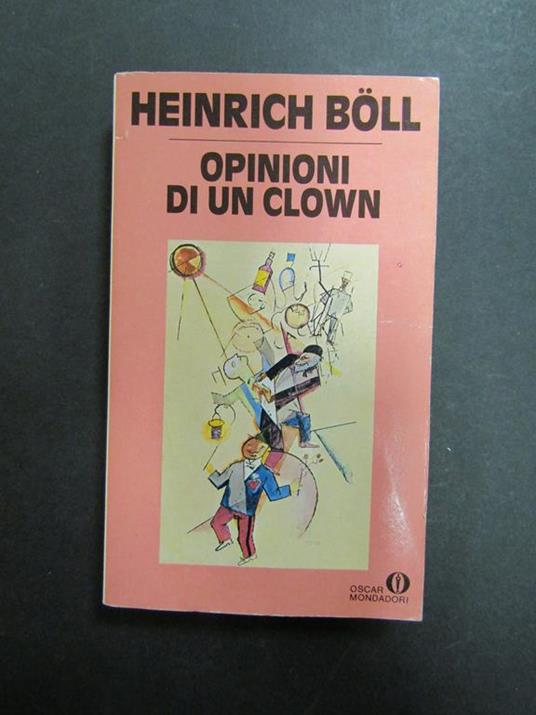 HEINRICH BÖLL
OPINIONI
DI UN CLOWN
OSCAR
MONDADORI